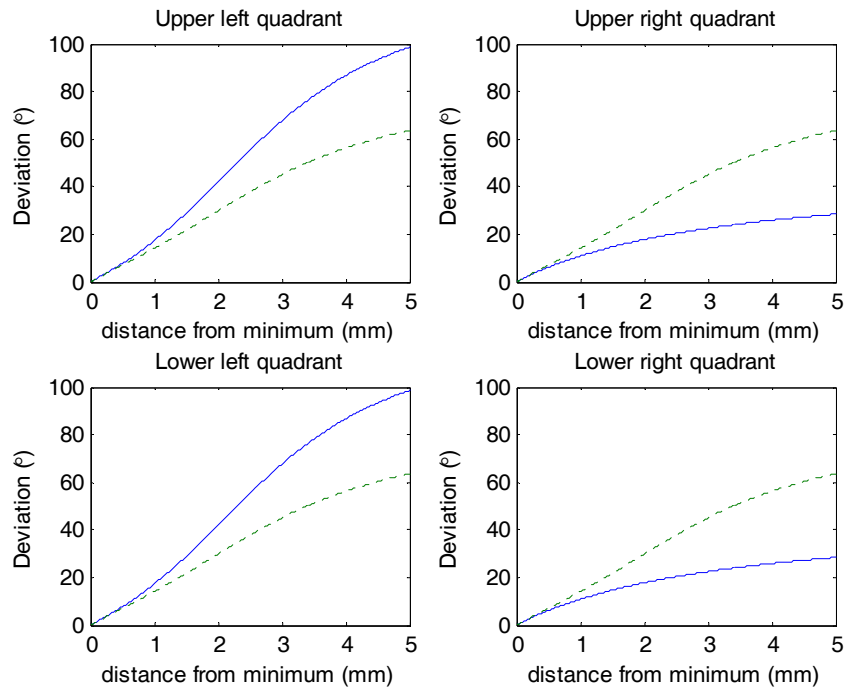 Upper left quadrant
100
80
60
40
20
0
Deviation (°)
0 1 2 3 4 5
distance from minimum (mm)
Upper right quadrant
100
80
60
40
20
0
Deviation (°)
0 1 2 3 4 5
distance from minimum (mm)
Lower left quadrant
100
80
60
40
20
0
Deviation (°)
0 1 2 3 4 5
distance from minimum (mm)
Lower right quadrant
100
80
60
40
20
0
Deviation (°)
0 1 2 3 4 5
distance from minimum (mm)